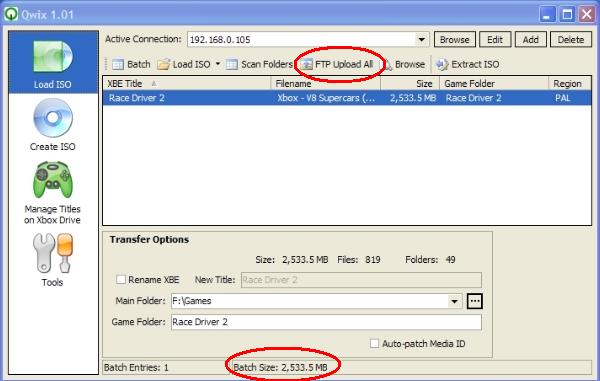 Qwix 1.01
Active Connection: 192.168.0.105 Browse Edit Add Delete
Batch Load ISO Scan Folders FTP Upload All Browse Extract ISO
XBE Title Filename Size Game Folder Region
Race Driver 2 Xbox - V8 Supercars (... 2,533.5 MB Race Driver 2 PAL
Load ISO
Create ISO
Manage Titles
on Xbox Drive
Tools
Transfer Options
Size: 2,533.5 MB Files: 819 Folders: 49
Rename XBE New Title: Race Driver 2
Main Folder: F:\Games ...
Game Folder: Race Driver 2
Auto-patch Media ID
Batch Entries: 1 Batch Size: 2,533.5 MB